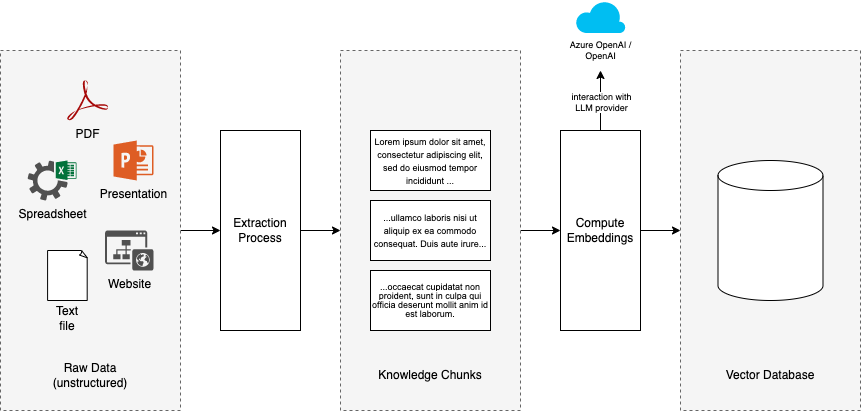 Azure OpenAI /
OpenAI
interaction with
LLM provider
PDF
P
Presentation
X
Spreadsheet
Website
Text
file
Raw Data
(unstructured)
Extraction
Process
Lorem ipsum dolor sit amet,
consectetur adipiscing elit,
sed do eiusmod tempor
incididunt ...
...ullamco laboris nisi ut
aliquip ex ea commodo
consequat. Duis aute irure...
...occaecat cupidatat non
proident, sunt in culpa qui
officia deserunt mollit anim id
est laborum.
Knowledge Chunks
Compute
Embeddings
Vector Database